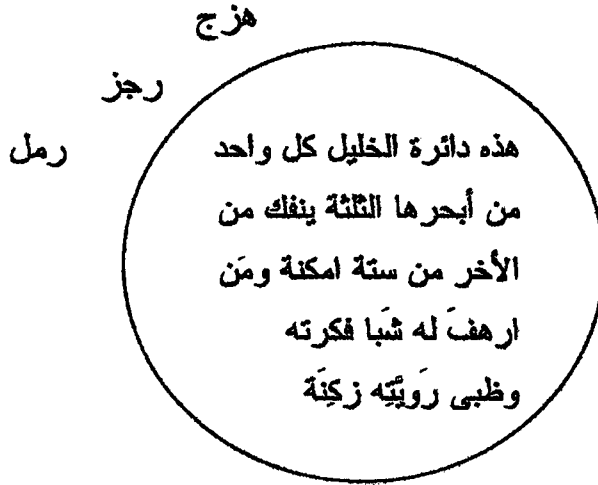 هزج
رجز
رمل
هذه دائرة الخليل كل واحد
من أبحرها الثلثة ينفك من
الأخر من ستة امكنة ومَن
ارهفَ له شَبا فكرته
وظبى رَويَّتِه زكِنَة